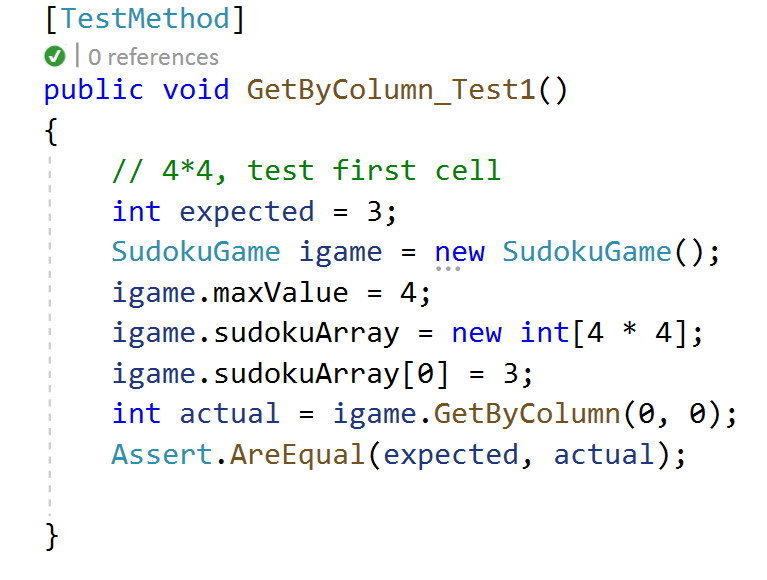 [TestMethod]
| 0 references
public void GetByColumn_Test1()
{
// 4*4, test first cell
int expected = 3;
SudokuGame igame = new SudokuGame();
igame.maxValue = 4;
igame.sudokuArray = new int[4 * 4];
igame.sudokuArray[0] = 3;
int actual = igame.GetByColumn(0, 0);
Assert.AreEqual(expected, actual);
}